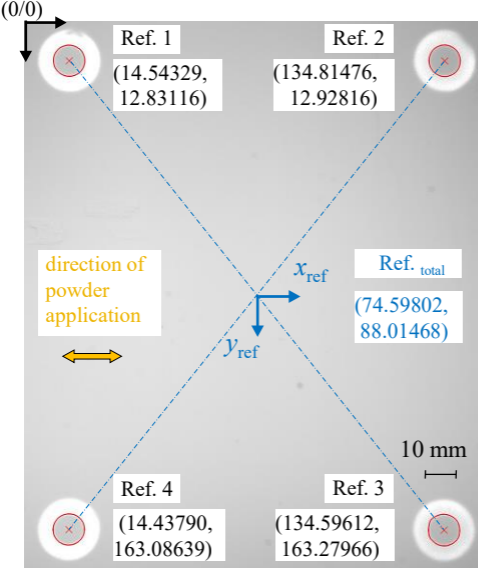 (0/0)
Ref. 1
(14.54329,
12.83116)
Ref. 2
(134.81476,
12.92816)
direction of
powder
application
x ref
y ref
Ref. total
(74.59802,
88.01468)
10 mm
Ref. 4
(14.43790,
163.08639)
Ref. 3
(134.59612,
163.27966)